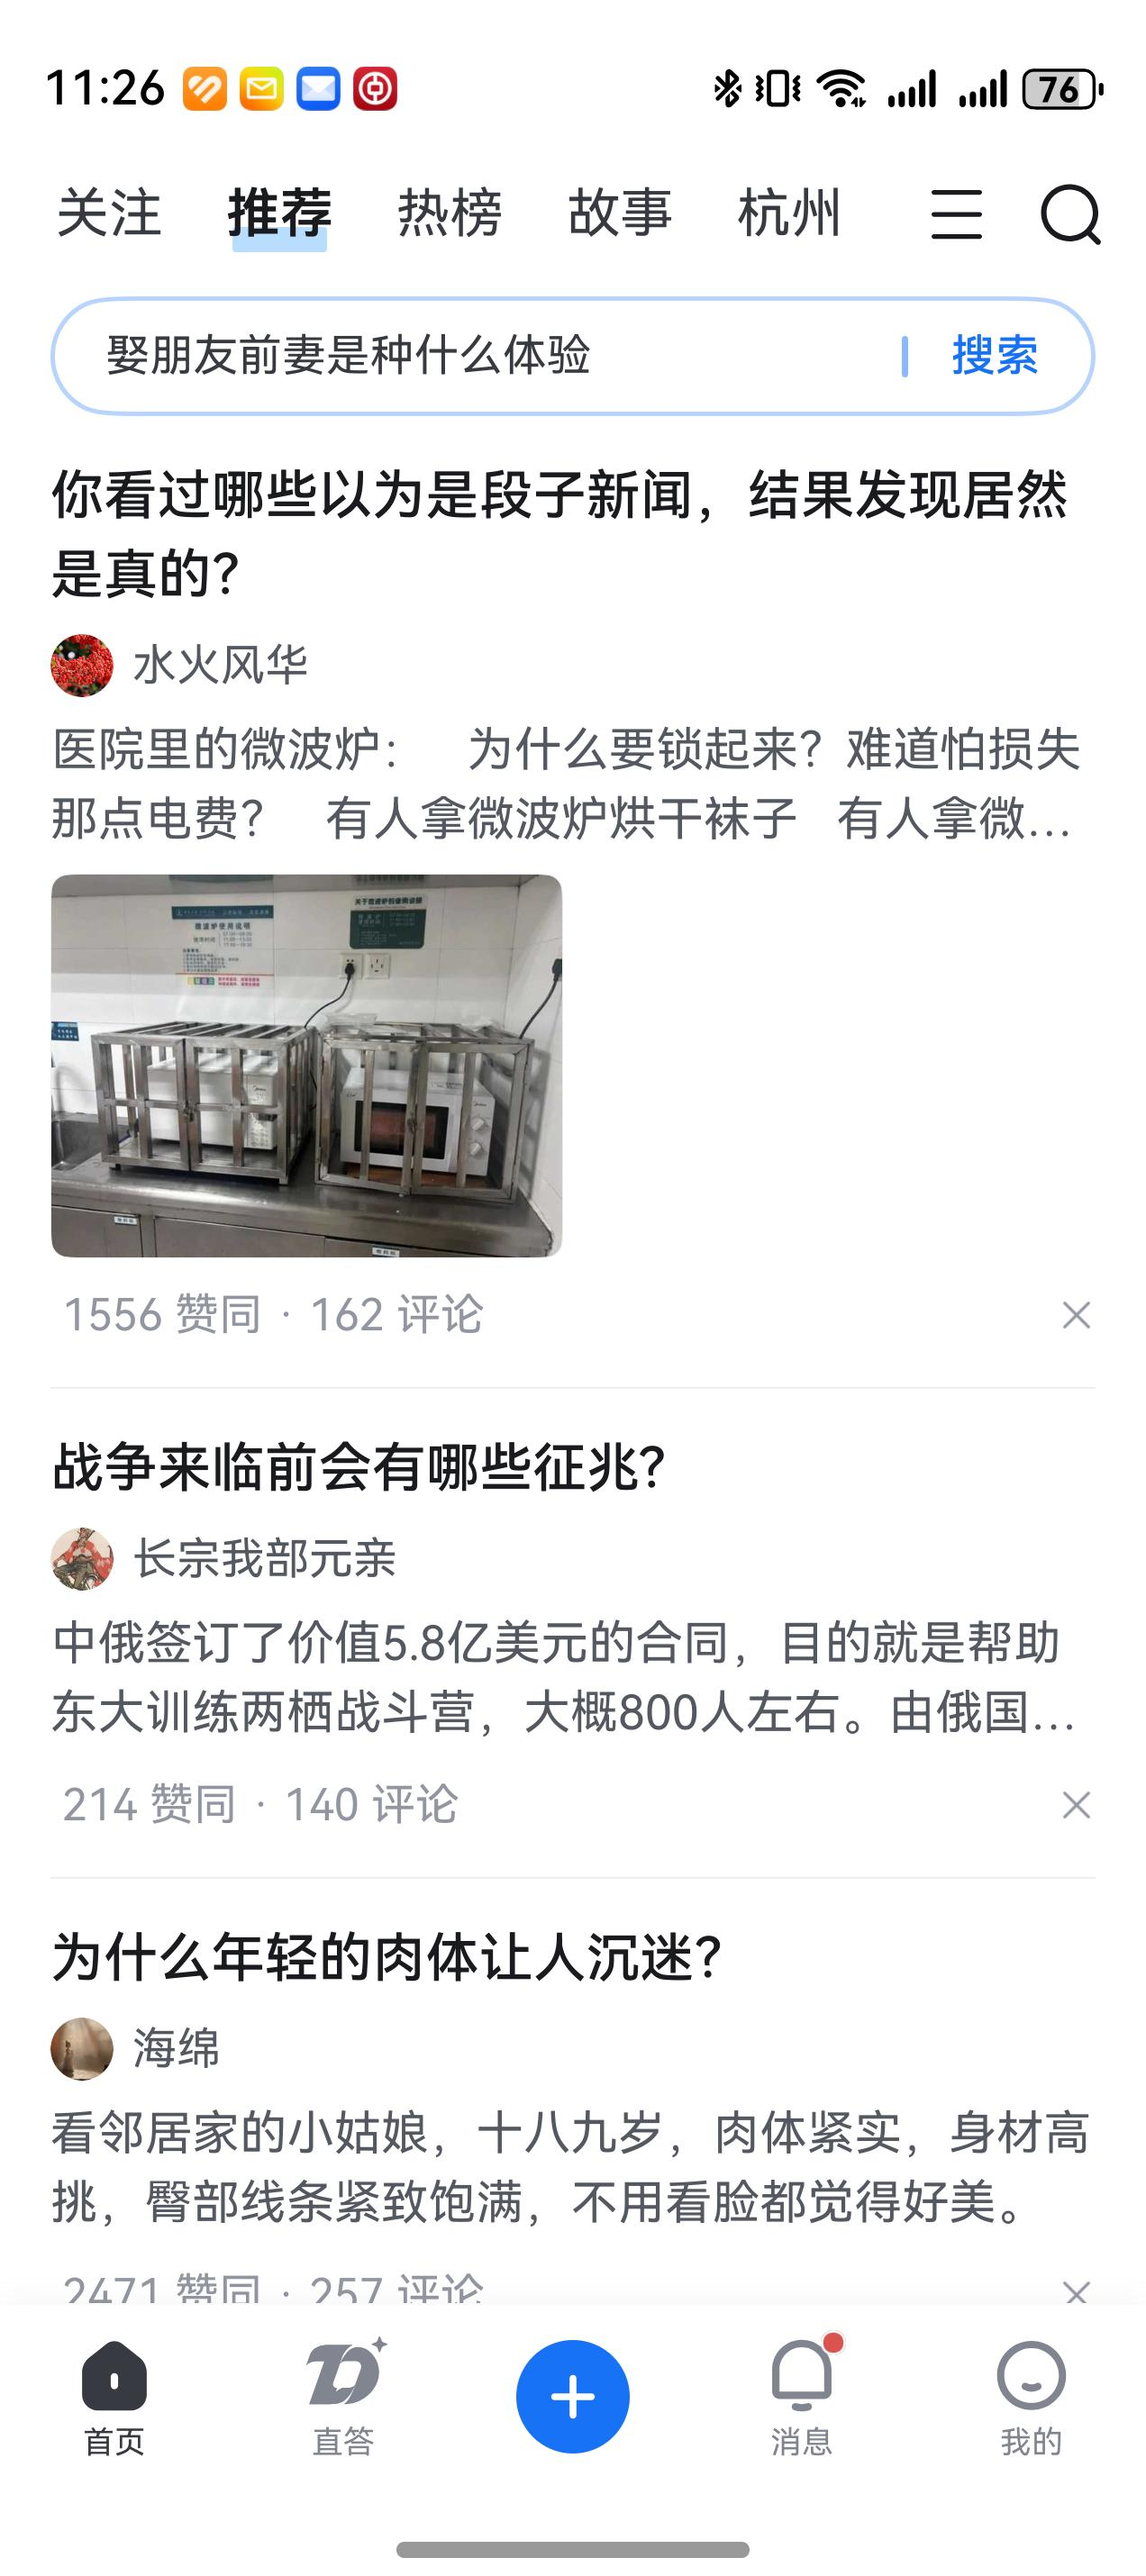 11:26
76
关注 推荐 热榜 故事 杭州
娶朋友前妻是种什么体验 搜索
你看过哪些以为是段子新闻，结果发现居然
是真的？
水火风华
医院里的微波炉： 为什么要锁起来？难道怕损失
那点电费？ 有人拿微波炉烘干袜子 有人拿微...
微波炉使用说明
1556 赞同 · 162 评论
战争来临前会有哪些征兆？
长宗我部元亲
中俄签订了价值5.8亿美元的合同，目的就是帮助
东大训练两栖战斗营，大概800人左右。由俄国...
214 赞同 · 140 评论
为什么年轻的肉体让人沉迷？
海绵
看邻居家的小姑娘，十八九岁，肉体紧实，身材高
挑，臀部线条紧致饱满，不用看脸都觉得好美。
2471 赞同 · 257 评论
首页 直答 消息 我的